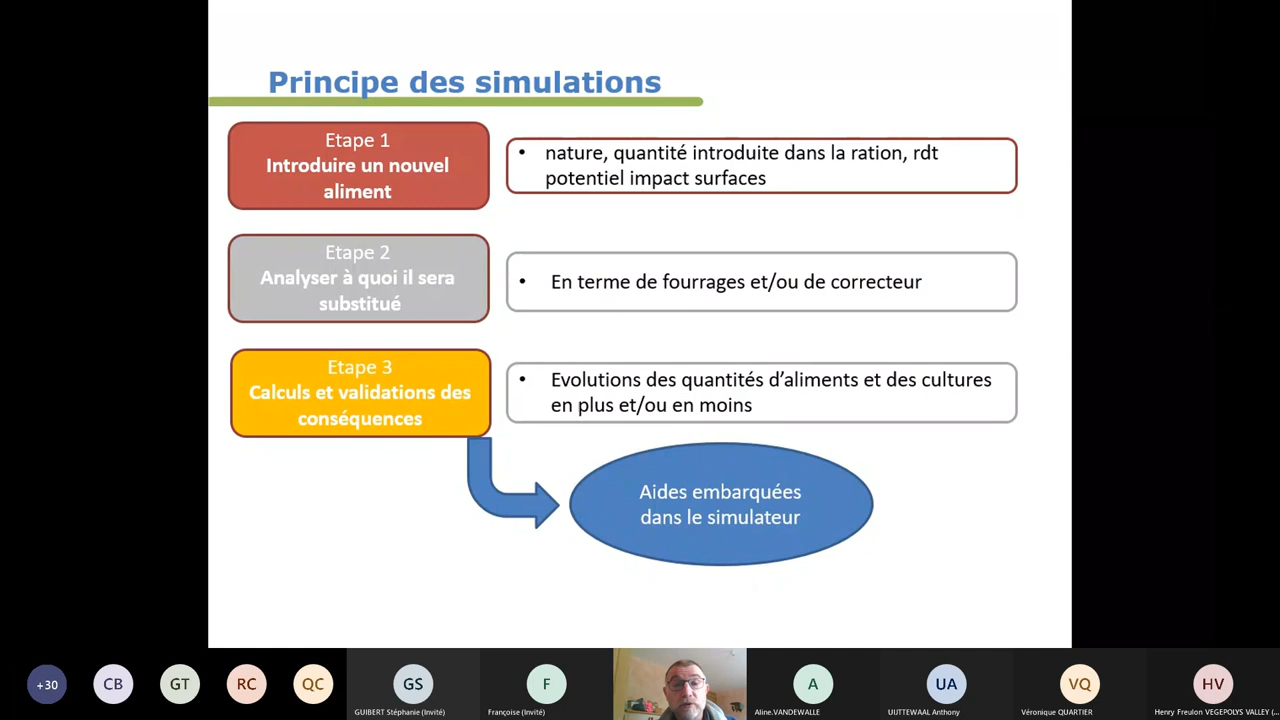 Principe des simulations
Etape 1
Introduire un nouvel
aliment
• nature, quantité introduite dans la ration, rdt
potentiel impact surfaces
Etape 2
Analyser à quoi il sera
substitué
• En terme de fourrages et/ou de correcteur
Etape 3
Calculs et validations des
conséquences
• Evolutions des quantités d’aliments et des cultures
en plus et/ou en moins
Aides embarquées
dans le simulateur
+30
CB
GT
RC
QC
GS
GUIBERT Stéphanie (Invité)
F
Françoise (Invité)
A
Aline.VANDEWALLE
UA
UIJTTEWAAL Anthony
VQ
Véronique QUARTIER
HV
Henry Freulon VEGEPOLYS VALLEY (...